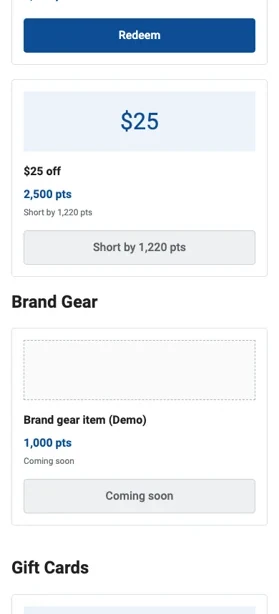 Redeem
$25
$25 off
2,500 pts
Short by 1,220 pts
Short by 1,220 pts
Brand Gear
Brand gear item (Demo)
1,000 pts
Coming soon
Coming soon
Gift Cards